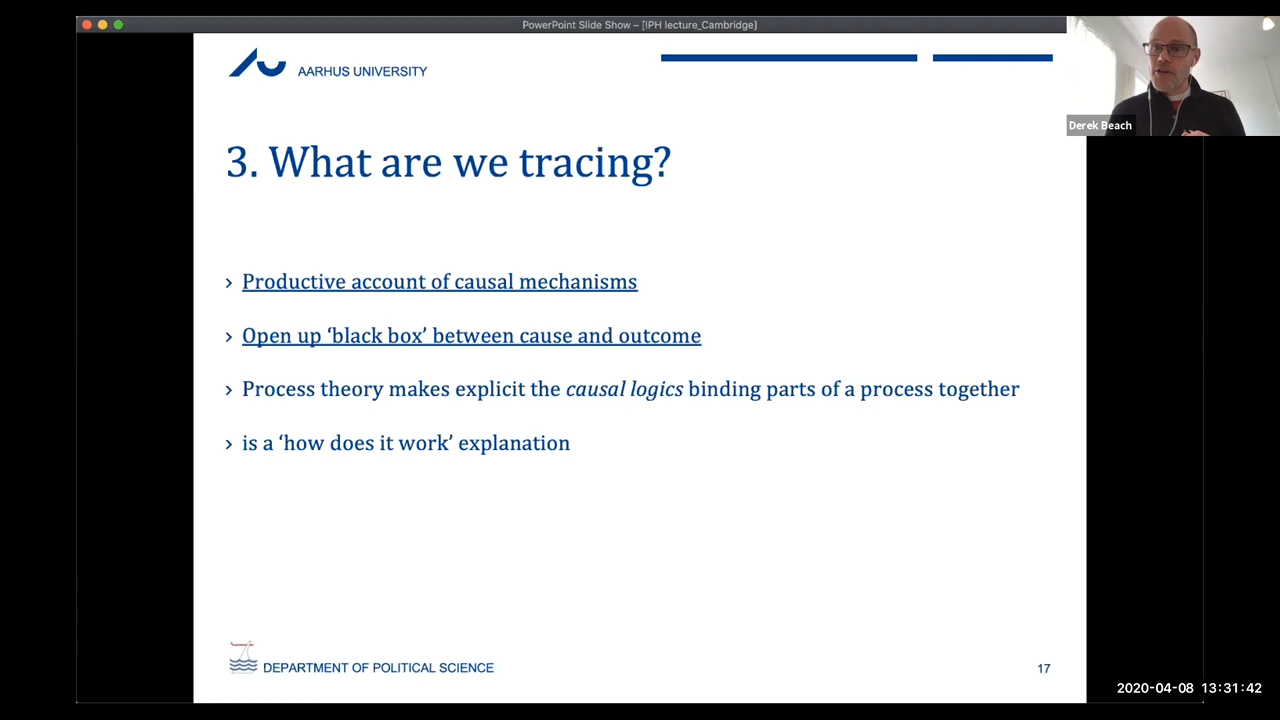 PowerPoint Slide Show – [IPH lecture_Cambridge]
AARHUS UNIVERSITY
Derek Beach
3. What are we tracing?
› Productive account of causal mechanisms
› Open up ‘black box’ between cause and outcome
› Process theory makes explicit the causal logics binding parts of a process together
› is a ‘how does it work’ explanation
DEPARTMENT OF POLITICAL SCIENCE
17
2020-04-08 13:31:42